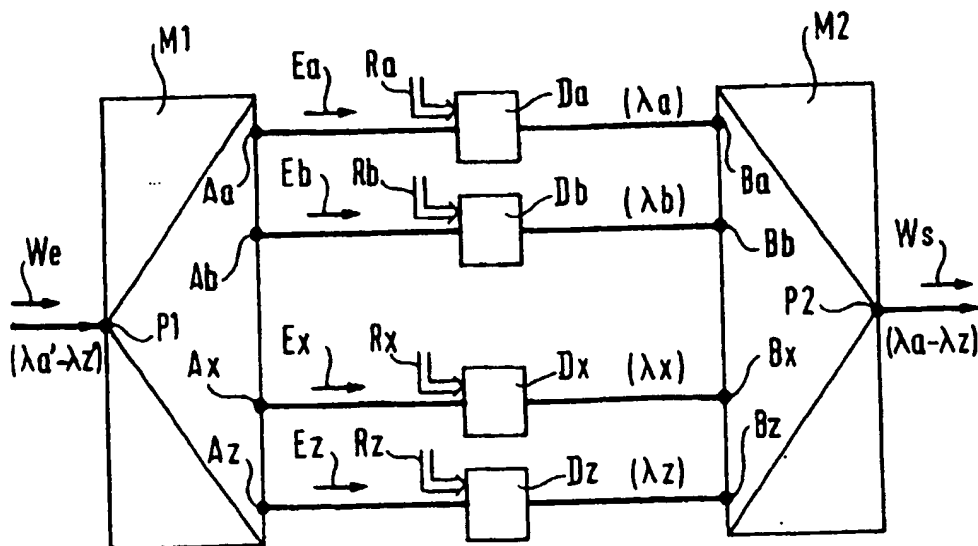 M1
M2
Ea
Ra
Da
(λa)
Aa
Ba
Eb
Rb
Db
(λb)
Ab
Bb
We
Ws
P1
P2
(λa'-λz')
(λa-λz)
Ax
Ex
Rx
Dx
(λx)
Bx
Az
Ez
Rz
Dz
(λz)
Bz